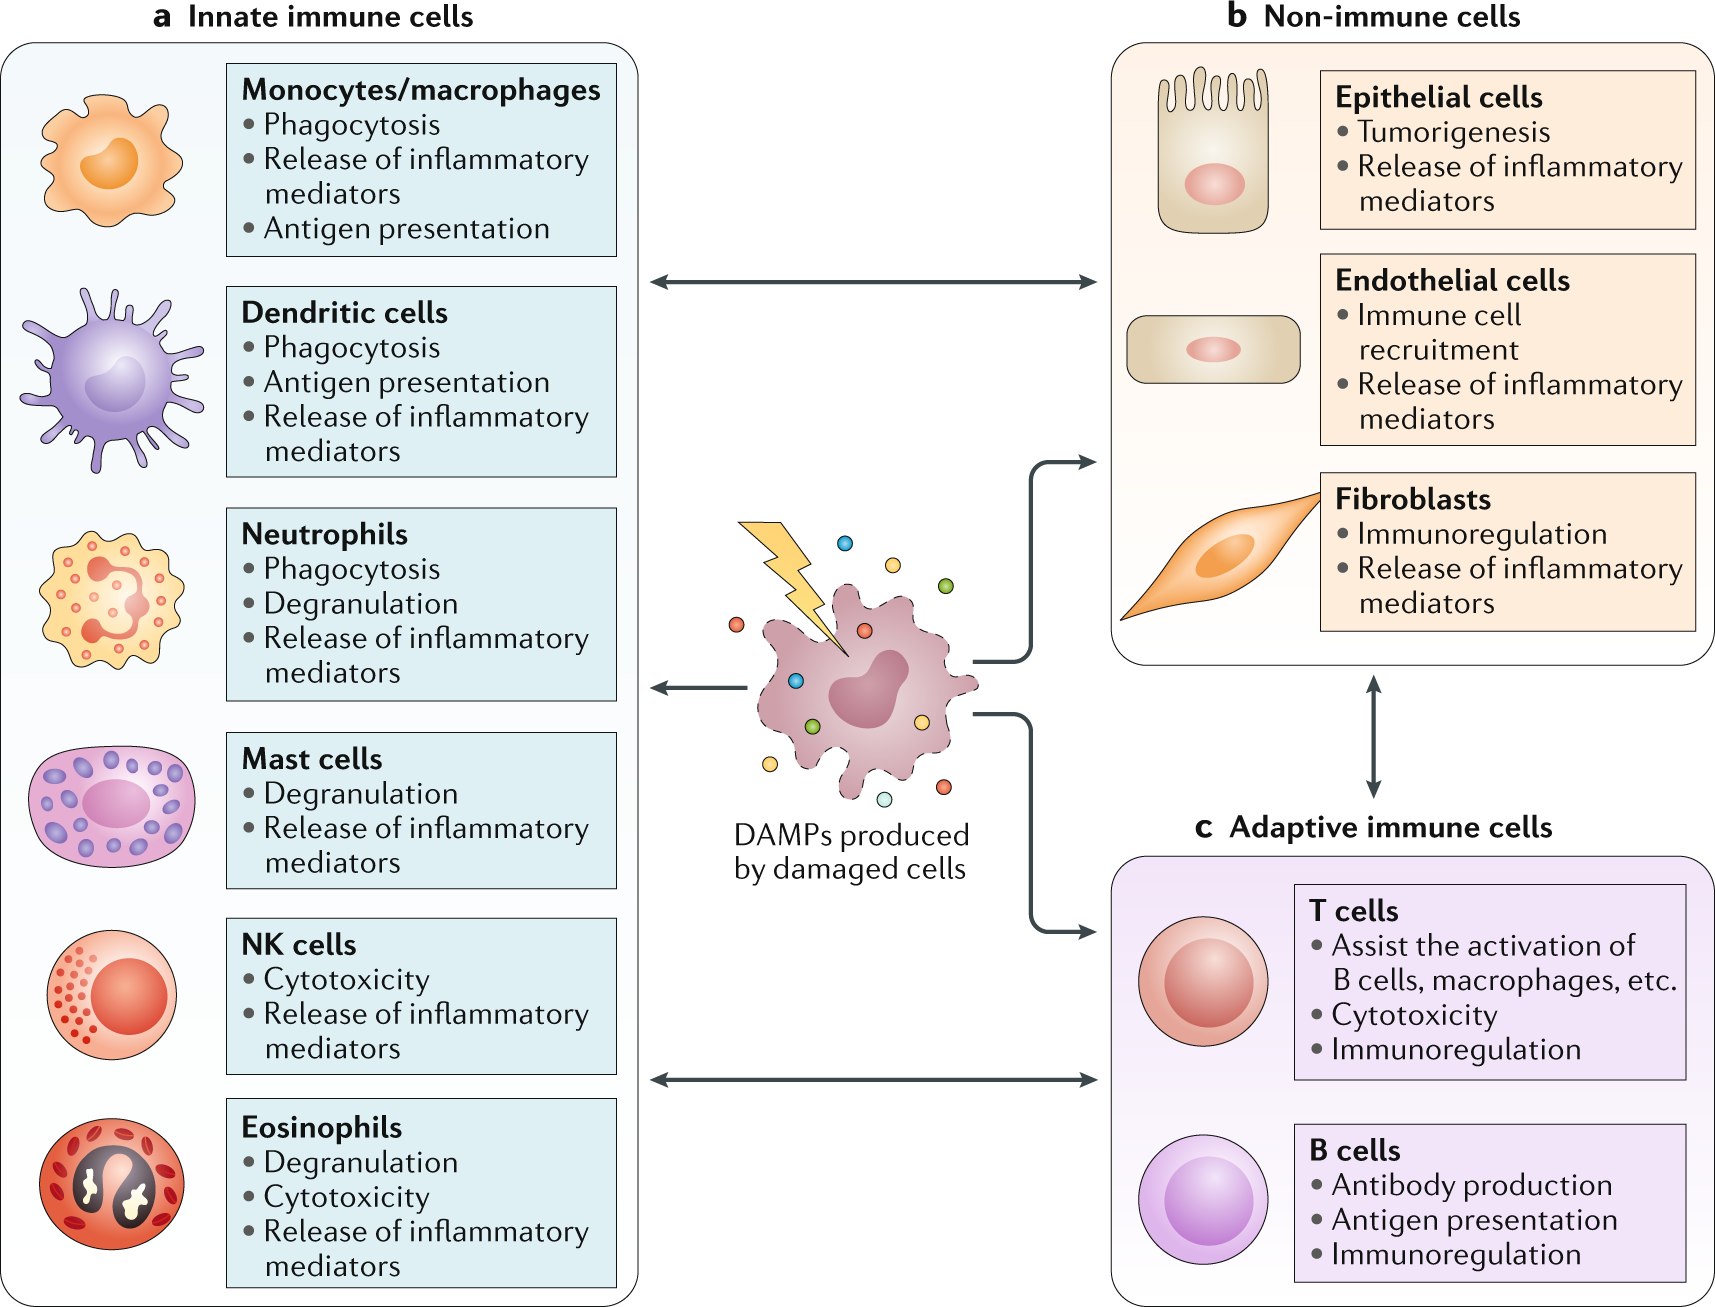 a Innate immune cells
Monocytes/macrophages
• Phagocytosis
• Release of inflammatory
mediators
• Antigen presentation
Dendritic cells
• Phagocytosis
• Antigen presentation
• Release of inflammatory
mediators
Neutrophils
• Phagocytosis
• Degranulation
• Release of inflammatory
mediators
Mast cells
• Degranulation
• Release of inflammatory
mediators
NK cells
• Cytotoxicity
• Release of inflammatory
mediators
Eosinophils
• Degranulation
• Cytotoxicity
• Release of inflammatory
mediators
DAMPs produced
by damaged cells
b Non-immune cells
Epithelial cells
• Tumorigenesis
• Release of inflammatory
mediators
Endothelial cells
• Immune cell
recruitment
• Release of inflammatory
mediators
Fibroblasts
• Immunoregulation
• Release of inflammatory
mediators
c Adaptive immune cells
T cells
• Assist the activation of
B cells, macrophages, etc.
• Cytotoxicity
• Immunoregulation
B cells
• Antibody production
• Antigen presentation
• Immunoregulation